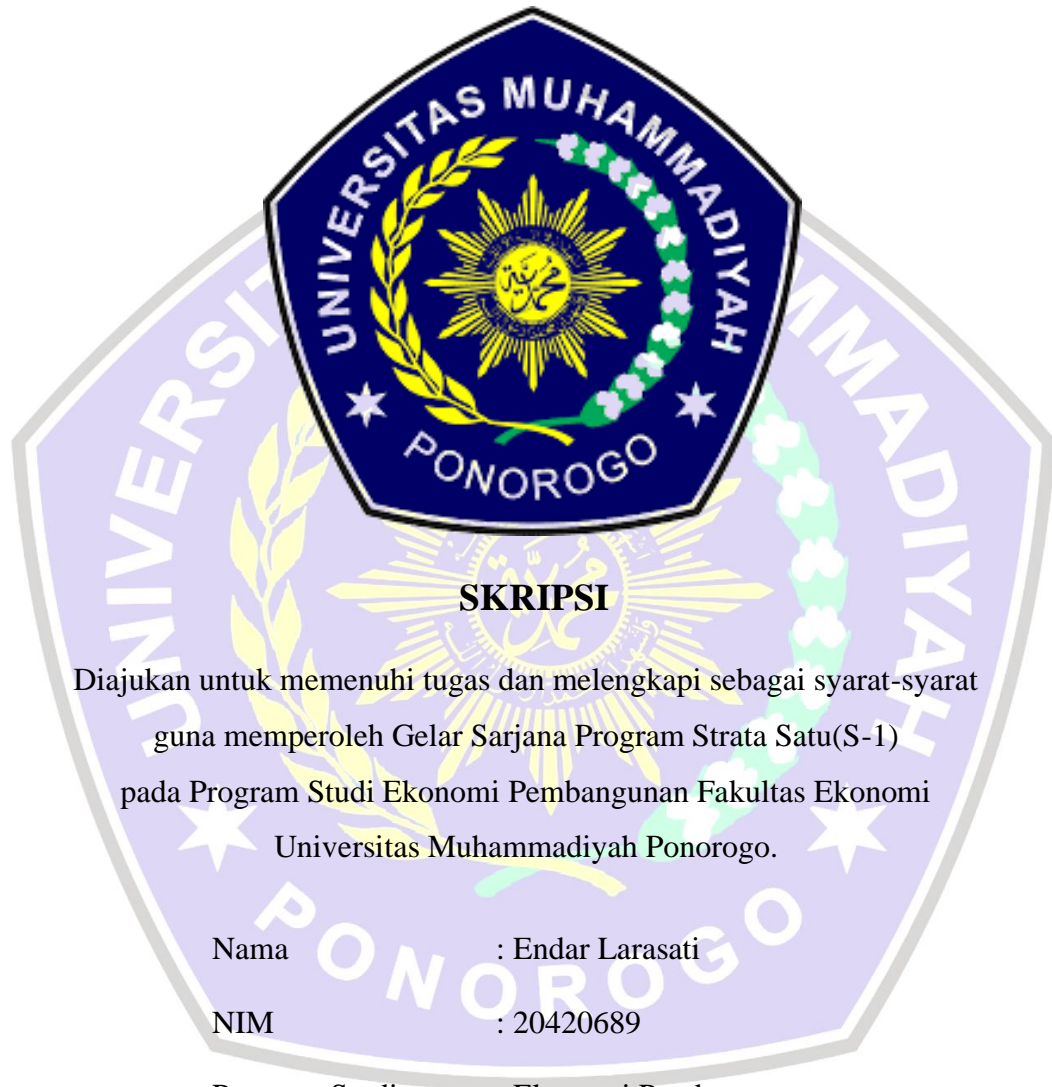 UNIVERSITAS MUHAMMADIYAH
PONOROGO
SKRIPSI
Diajukan untuk memenuhi tugas dan melengkapi sebagai syarat-syarat
guna memperoleh Gelar Sarjana Program Strata Satu(S-1)
pada Program Studi Ekonomi Pembangunan Fakultas Ekonomi
Universitas Muhammadiyah Ponorogo.
Nama : Endar Larasati
NIM : 20420689